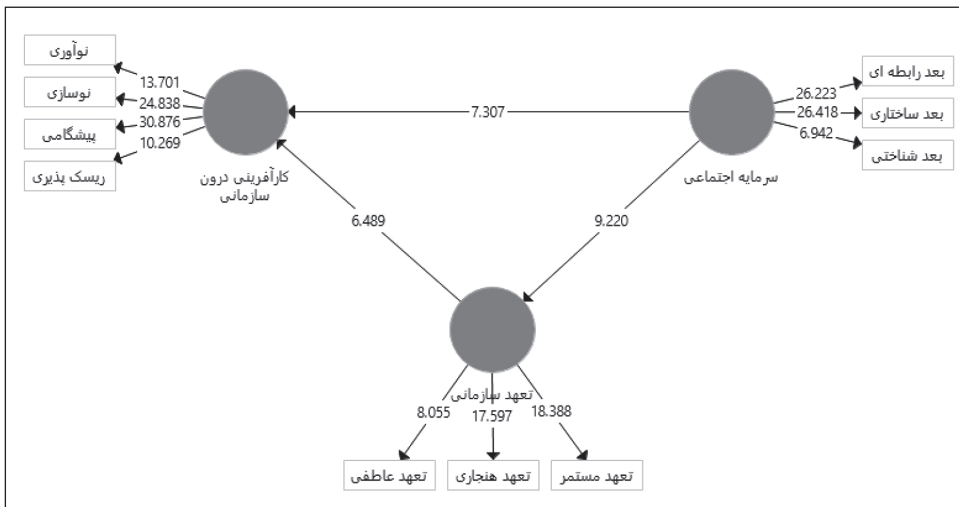 نوآوری
نوسازی
پیشگامی
ریسک پذیری
13.701
24.838
30.876
10.269
کارآفرینی درون
سازمانی
7.307
بعد رابطه ای
بعد ساختاری
بعد شناختی
26.223
26.418
6.942
سرمایه اجتماعی
6.489
9.220
تعهد سازمانی
8.055
17.597
18.388
تعهد عاطفی
تعهد هنجاری
تعهد مستمر